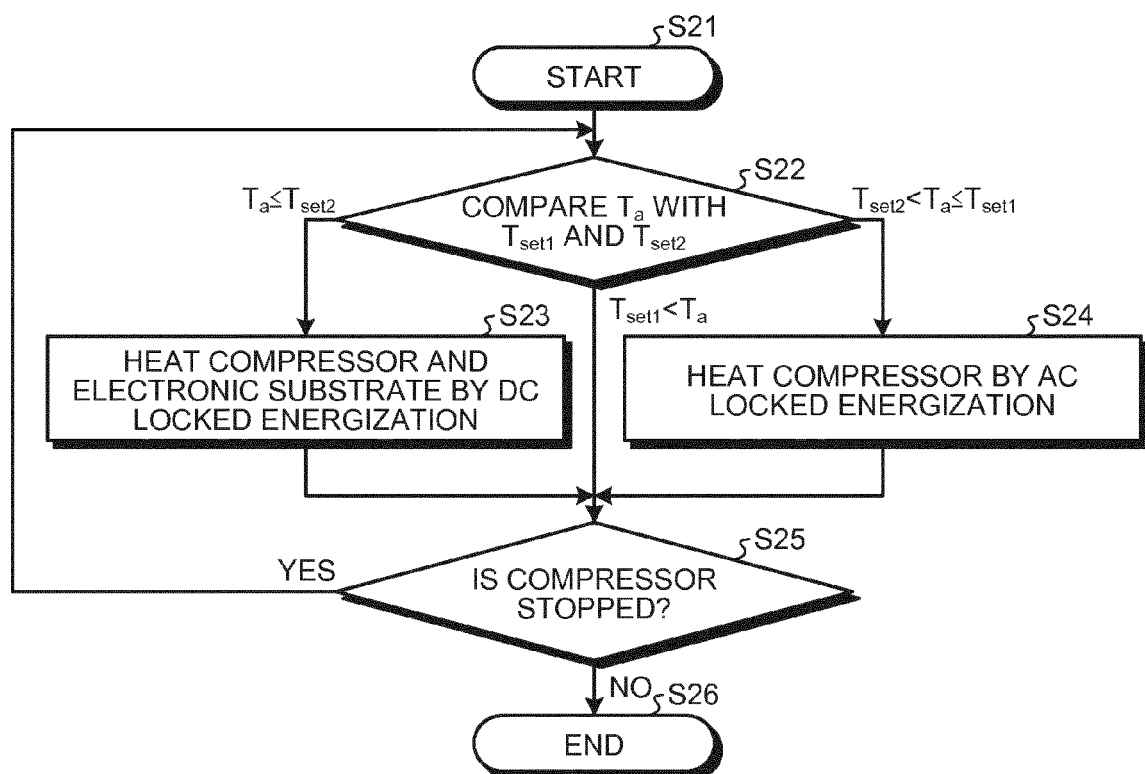 S21
START
S22
Tₐ≤Tset2
COMPARE Tₐ WITH
Tset1 AND Tset2
Tset2<Tₐ≤Tset1
Tset1<Tₐ
S23
HEAT COMPRESSOR AND
ELECTRONIC SUBSTRATE BY DC
LOCKED ENERGIZATION
S24
HEAT COMPRESSOR BY AC
LOCKED ENERGIZATION
S25
YES
IS COMPRESSOR
STOPPED?
NO
S26
END